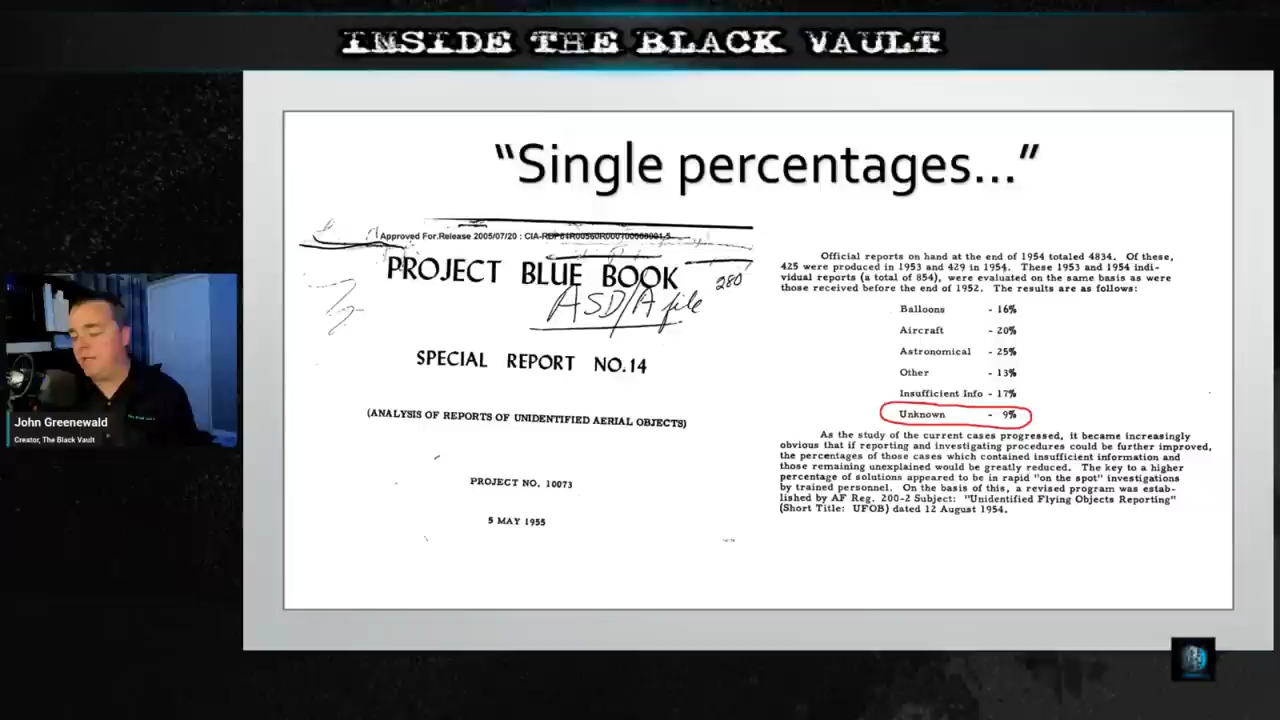 INSIDE THE BLACK VAULT
“Single percentages...”
Approved For Release 2005/07/20 : 
PROJECT BLUE BOOK
ASD/A file
280
SPECIAL REPORT NO.14
(ANALYSIS OF REPORTS OF UNIDENTIFIED AERIAL OBJECTS)
PROJECT NO. 10073
5 MAY 1955
Official reports on hand at the end of 1954 totaled 4834. Of these,
425 were produced in 1953 and 429 in 1954. These 1953 and 1954 indi-
vidual reports (a total of 854), were evaluated on the same basis as were
those received before the end of 1952. The results are as follows:
Balloons - 16%
Aircraft - 20%
Astronomical - 25%
Other - 13%
Insufficient Info - 17%
Unknown - 9%
As the study of the current cases progressed, it became increasingly
obvious that if reporting and investigating procedures could be further improved,
the percentages of those cases which contained insufficient information and
those remaining unexplained would be greatly reduced. The key to a higher
percentage of solutions appeared to be in rapid "on the spot" investigations
by trained personnel. On the basis of this, a revised program was estab-
lished by AF Reg. 200-2 Subject: "Unidentified Flying Objects Reporting"
(Short Title: UFOB) dated 12 August 1954.
John Greenewald
Creator, The Black Vault